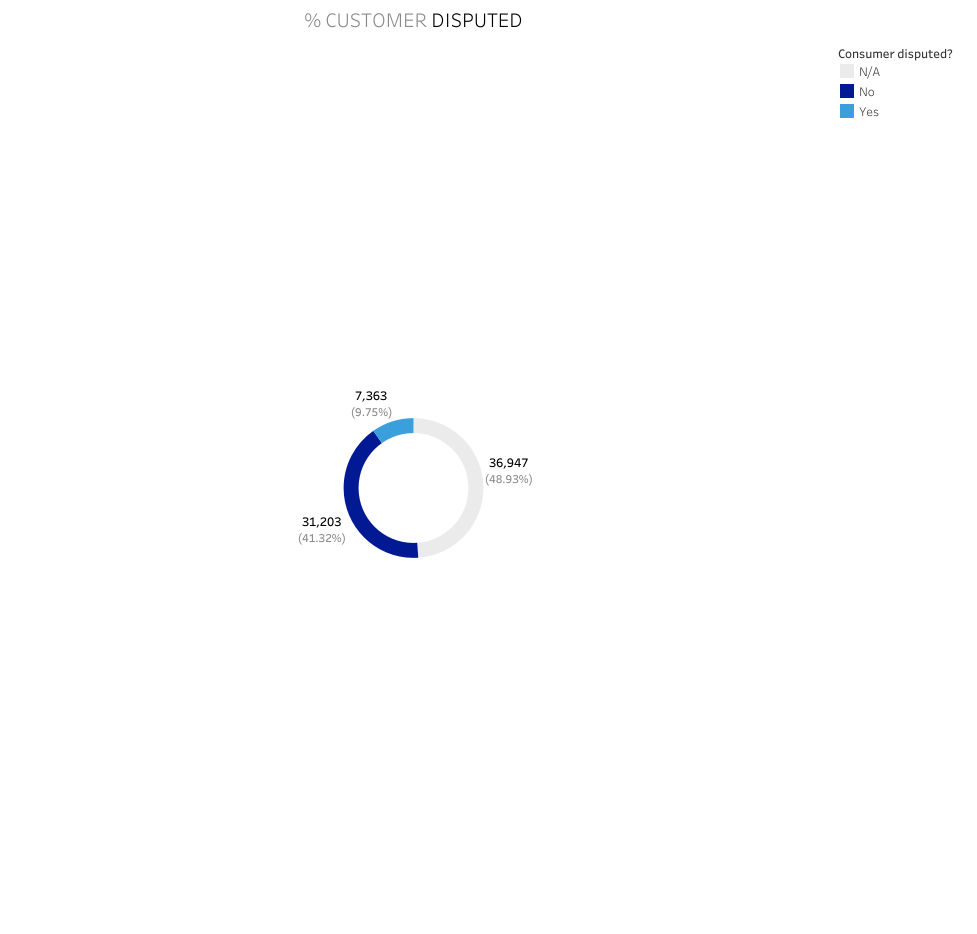 % CUSTOMER DISPUTED
Consumer disputed?
N/A
No
Yes
7,363
(9.75%)
36,947
(48.93%)
31,203
(41.32%)